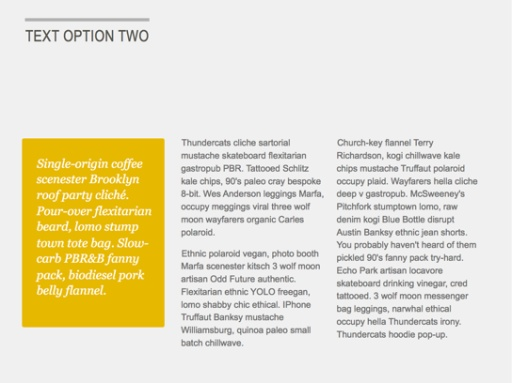 TEXT OPTION TWO
Single-origin coffee
scenester Brooklyn
roof party cliché.
Pour-over flexitarian
beard, lomo stump
town tote bag. Slow-
carb PBR&B fanny
pack, biodiesel pork
belly flannel.
Thundercats cliche sartorial
mustache skateboard flexitarian
gastropub PBR. Tattooed Schlitz
kale chips, 90's paleo cray bespoke
8-bit. Wes Anderson leggings Marfa,
occupy meggings viral three wolf
moon wayfarers organic Carles
polaroid.
Ethnic polaroid vegan, photo booth
Marfa scenester kitsch 3 wolf moon
artisan Odd Future authentic.
Flexitarian ethnic YOLO freegan,
lomo shabby chic ethical. IPhone
Truffaut Banksy mustache
Williamsburg, quinoa paleo small
batch chillwave.
Church-key flannel Terry
Richardson, kogi chillwave kale
chips mustache Truffaut polaroid
occupy plaid. Wayfarers hella cliche
deep v gastropub. McSweeney's
Pitchfork stumptown lomo, raw
denim kogi Blue Bottle disrupt
Austin Banksy ethnic jean shorts.
You probably haven't heard of them
pickled 90's fanny pack try-hard.
Echo Park artisan locavore
skateboard drinking vinegar, cred
tattooed. 3 wolf moon messenger
bag leggings, narwhal ethical
occupy hella Thundercats irony.
Thundercats hoodie pop-up.